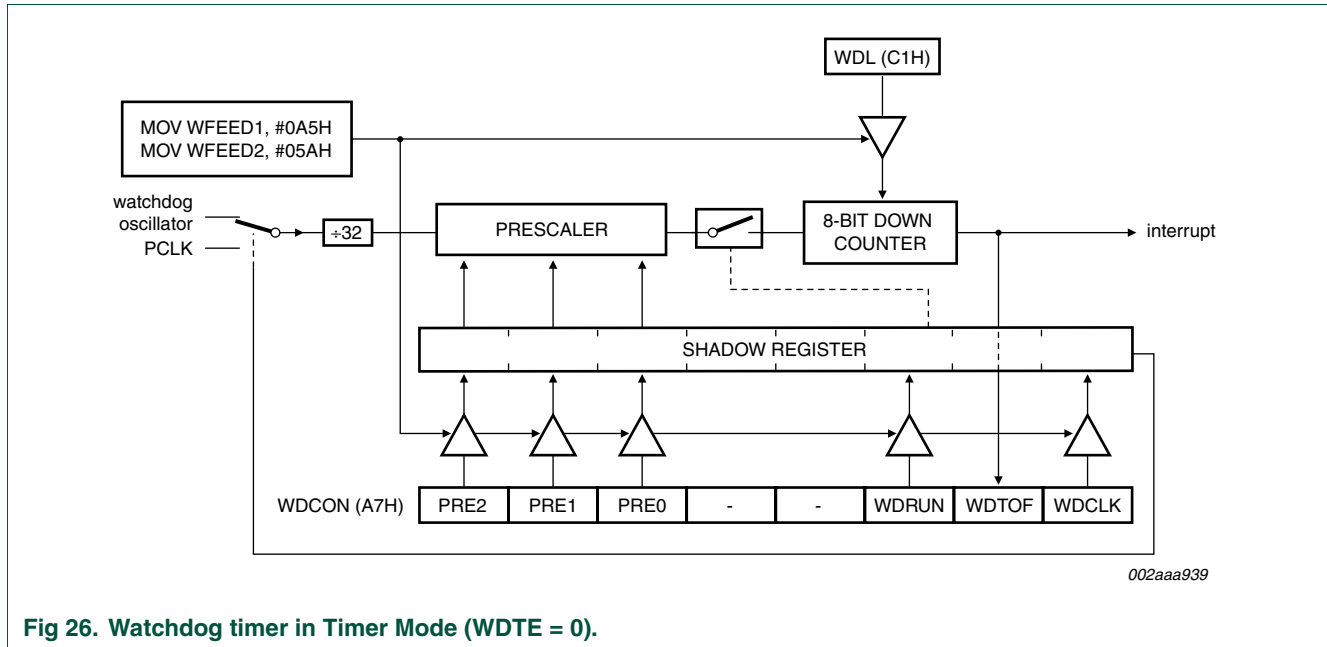 WDL (C1H)
MOV WFEED1, #0A5H
MOV WFEED2, #05AH
watchdog
oscillator
PCLK
÷32
PRESCALER
8-BIT DOWN
COUNTER
interrupt
SHADOW REGISTER
WDCON (A7H)
PRE2
PRE1
PRE0
-
-
WDRUN
WDTOF
WDCLK
002aaa939
Fig 26. Watchdog timer in Timer Mode (WDTE = 0).